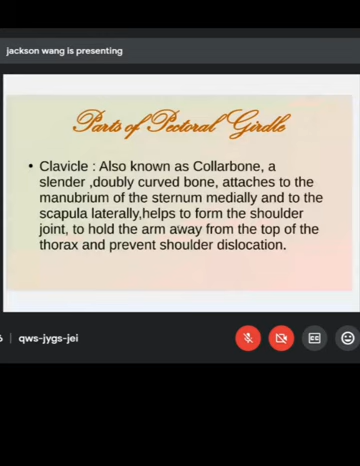 jackson wang is presenting
Parts of Pectoral Girdle
• Clavicle : Also known as Collarbone, a
slender ,doubly curved bone, attaches to the
manubrium of the sternum medially and to the
scapula laterally,helps to form the shoulder
joint, to hold the arm away from the top of the
thorax and prevent shoulder dislocation.
qws-jygs-jei
CC